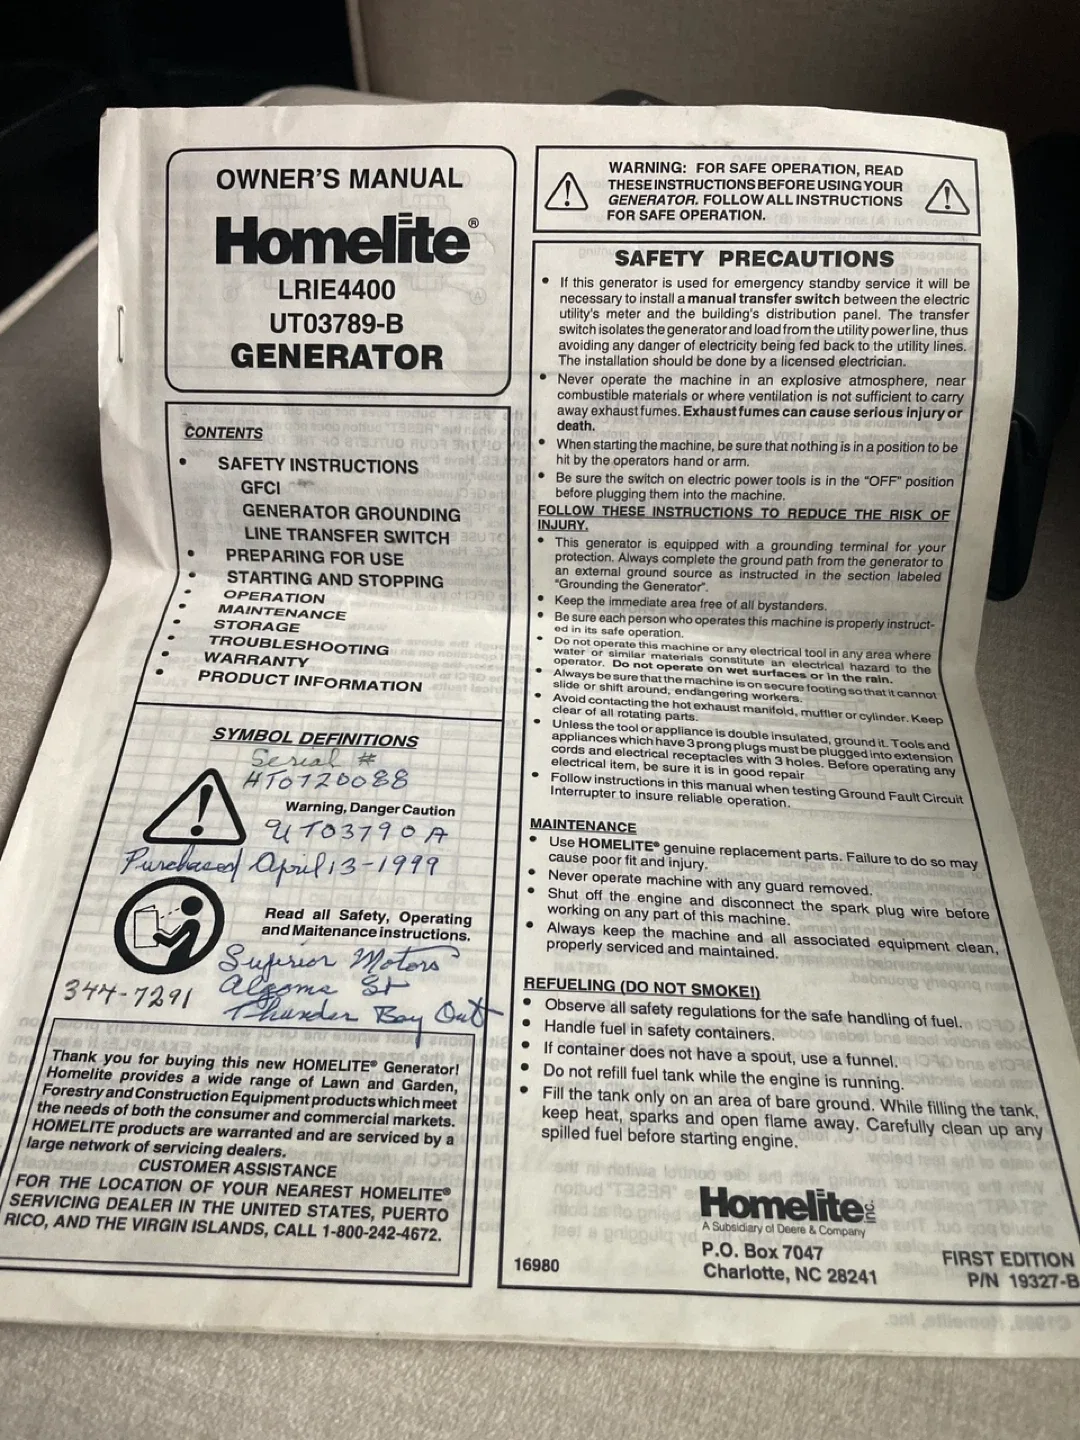 OWNER'S MANUAL
Homelite®
LRIE4400
UT03789-B
GENERATOR
CONTENTS
• SAFETY INSTRUCTIONS
GFCI
GENERATOR GROUNDING
LINE TRANSFER SWITCH
• PREPARING FOR USE
• STARTING AND STOPPING
• OPERATION
• MAINTENANCE
• STORAGE
• TROUBLESHOOTING
• WARRANTY
• PRODUCT INFORMATION
SYMBOL DEFINITIONS
Serial #
HT0720088
Warning, Danger Caution
UT03790A
Purchased April 13-1999
Read all Safety, Operating
and Maitenance instructions.
Superior Motors
344-7291 Algoma St
Thunder Bay Ont
Thank you for buying this new HOMELITE® Generator!
Homelite provides a wide range of Lawn and Garden,
Forestry and Construction Equipment products which meet
the needs of both the consumer and commercial markets.
HOMELITE products are warranted and are serviced by a
large network of servicing dealers.
CUSTOMER ASSISTANCE
FOR THE LOCATION OF YOUR NEAREST HOMELITE®
SERVICING DEALER IN THE UNITED STATES, PUERTO
RICO, AND THE VIRGIN ISLANDS, CALL 1-800-242-4672.
WARNING: FOR SAFE OPERATION, READ
THESE INSTRUCTIONS BEFORE USING YOUR
GENERATOR. FOLLOW ALL INSTRUCTIONS
FOR SAFE OPERATION.
SAFETY PRECAUTIONS
• If this generator is used for emergency standby service it will be
necessary to install a manual transfer switch between the electric
utility's meter and the building's distribution panel. The transfer
switch isolates the generator and load from the utility power line, thus
avoiding any danger of electricity being fed back to the utility lines.
The installation should be done by a licensed electrician.
• Never operate the machine in an explosive atmosphere, near
combustible materials or where ventilation is not sufficient to carry
away exhaust fumes. Exhaust fumes can cause serious injury or
death.
• When starting the machine, be sure that nothing is in a position to be
hit by the operators hand or arm.
• Be sure the switch on electric power tools is in the "OFF" position
before plugging them into the machine.
FOLLOW THESE INSTRUCTIONS TO REDUCE THE RISK OF
INJURY.
• This generator is equipped with a grounding terminal for your
protection. Always complete the ground path from the generator to
an external ground source as instructed in the section labeled
"Grounding the Generator".
• Keep the immediate area free of all bystanders.
• Be sure each person who operates this machine is properly instruct-
ed in its safe operation.
• Do not operate this machine or any electrical tool in any area where
water or similar materials constitute an electrical hazard to the
operator. Do not operate on wet surfaces or in the rain.
• Always be sure that the machine is on secure footing so that it cannot
slide or shift around, endangering workers.
• Avoid contacting the hot exhaust manifold, muffler or cylinder. Keep
clear of all rotating parts.
• Unless the tool or appliance is double insulated, ground it. Tools and
appliances which have 3 prong plugs must be plugged into extension
cords and electrical receptacles with 3 holes. Before operating any
electrical item, be sure it is in good repair
• Follow instructions in this manual when testing Ground Fault Circuit
Interrupter to insure reliable operation.
MAINTENANCE
• Use HOMELITE® genuine replacement parts. Failure to do so may
cause poor fit and injury.
• Never operate machine with any guard removed.
• Shut off the engine and disconnect the spark plug wire before
working on any part of this machine.
• Always keep the machine and all associated equipment clean,
properly serviced and maintained.
REFUELING (DO NOT SMOKE!)
• Observe all safety regulations for the safe handling of fuel.
• Handle fuel in safety containers.
• If container does not have a spout, use a funnel.
• Do not refill fuel tank while the engine is running.
• Fill the tank only on an area of bare ground. While filling the tank,
keep heat, sparks and open flame away. Carefully clean up any
spilled fuel before starting engine.
Homelite Inc.
A Subsidiary of Deere & Company
P.O. Box 7047
Charlotte, NC 28241
16980
FIRST EDITION
P/N 19327-B